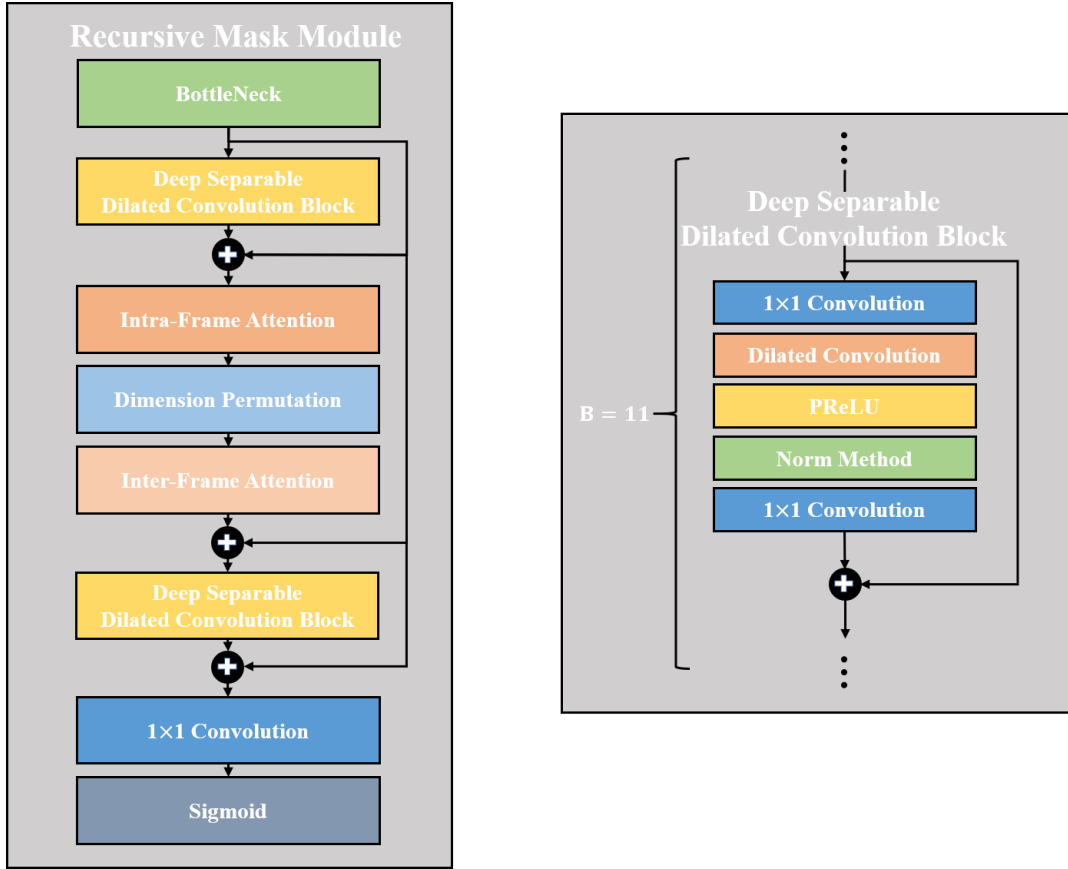 Recursive Mask Module
BottleNeck
Deep Separable
Dilated Convolution Block
Intra-Frame Attention
Dimension Permutation
Inter-Frame Attention
Deep Separable
Dilated Convolution Block
1×1 Convolution
Sigmoid
Deep Separable
Dilated Convolution Block
1×1 Convolution
Dilated Convolution
PReLU
B = 11
Norm Method
1×1 Convolution